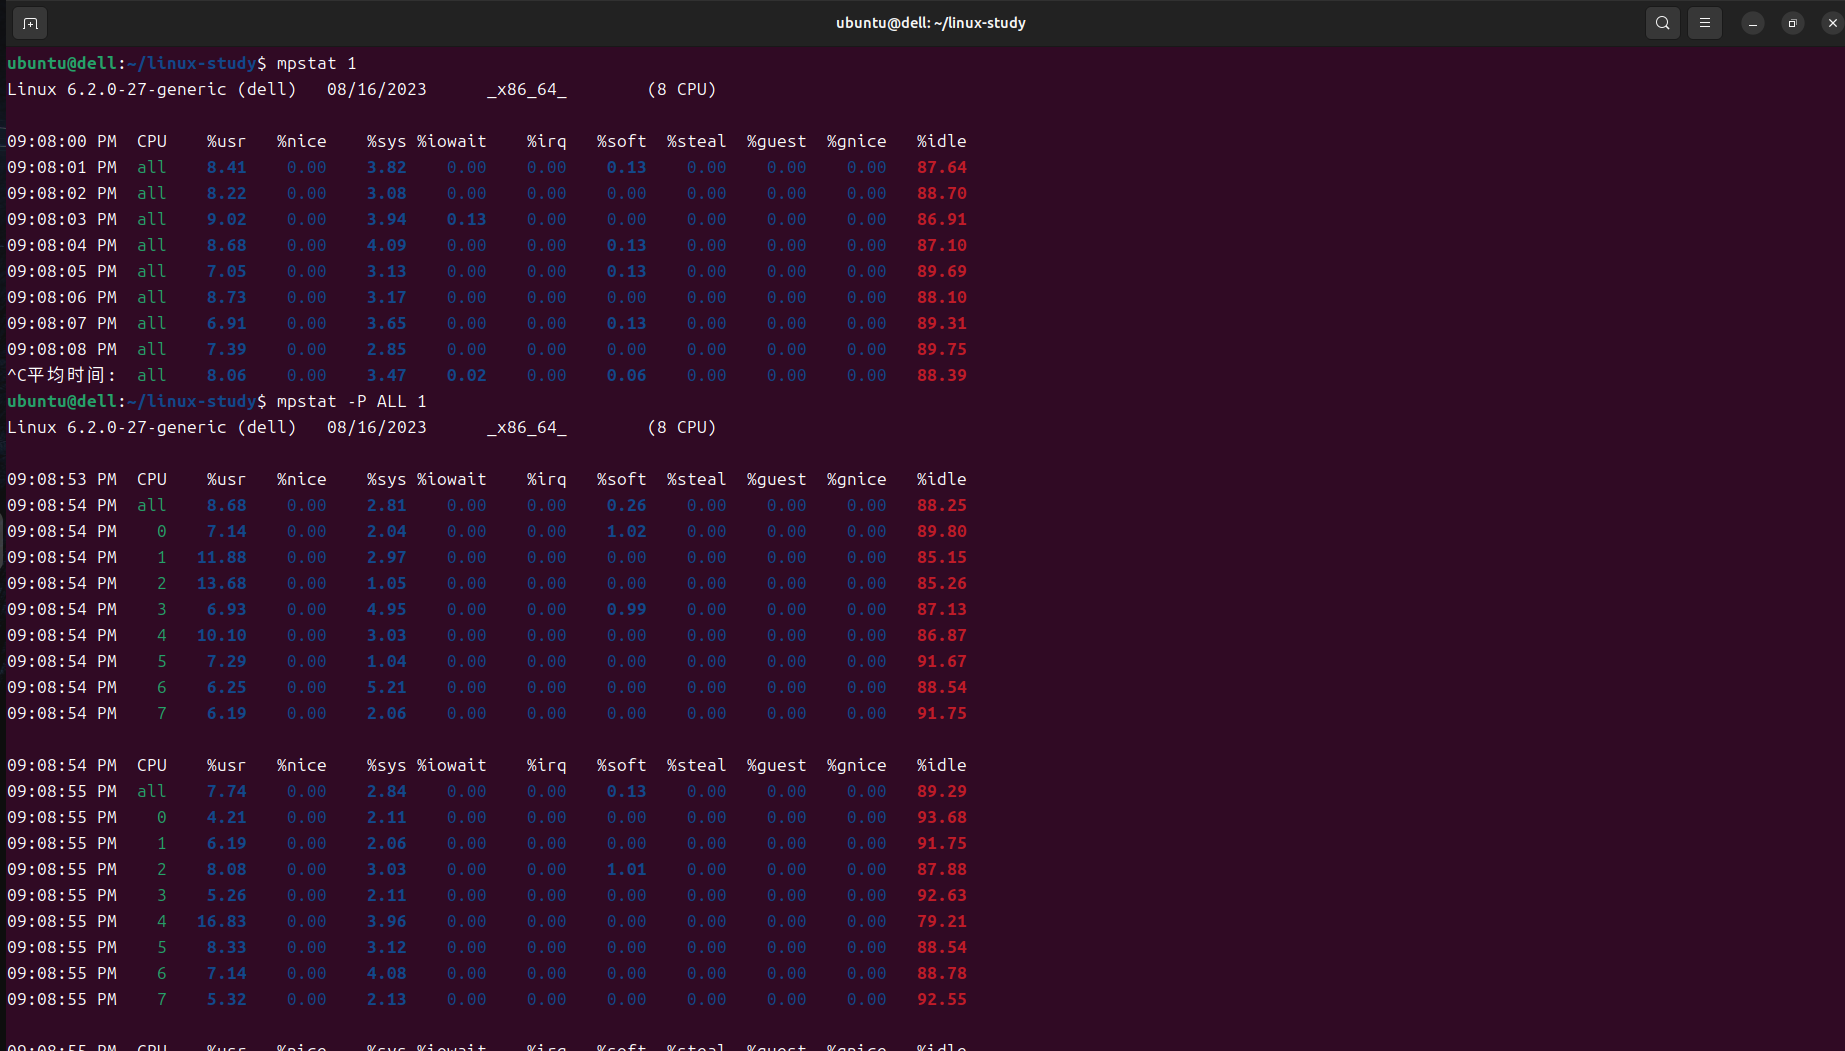 ubuntu@dell: ~/linux-study
ubuntu@dell:~/linux-study$ mpstat 1
Linux 6.2.0-27-generic (dell)   08/16/2023      _x86_64_        (8 CPU)
09:08:00 PM  CPU    %usr   %nice    %sys %iowait    %irq   %soft  %steal  %guest  %gnice   %idle
09:08:01 PM  all    8.41    0.00    3.82    0.00    0.00    0.13    0.00    0.00    0.00   87.64
09:08:02 PM  all    8.22    0.00    3.08    0.00    0.00    0.00    0.00    0.00    0.00   88.70
09:08:03 PM  all    9.02    0.00    3.94    0.13    0.00    0.00    0.00    0.00    0.00   86.91
09:08:04 PM  all    8.68    0.00    4.09    0.00    0.00    0.13    0.00    0.00    0.00   87.10
09:08:05 PM  all    7.05    0.00    3.13    0.00    0.00    0.13    0.00    0.00    0.00   89.69
09:08:06 PM  all    8.73    0.00    3.17    0.00    0.00    0.00    0.00    0.00    0.00   88.10
09:08:07 PM  all    6.91    0.00    3.65    0.00    0.00    0.13    0.00    0.00    0.00   89.31
09:08:08 PM  all    7.39    0.00    2.85    0.00    0.00    0.00    0.00    0.00    0.00   89.75
^C平均时间:  all    8.06    0.00    3.47    0.02    0.00    0.06    0.00    0.00    0.00   88.39
ubuntu@dell:~/linux-study$ mpstat -P ALL 1
Linux 6.2.0-27-generic (dell)   08/16/2023      _x86_64_        (8 CPU)
09:08:53 PM  CPU    %usr   %nice    %sys %iowait    %irq   %soft  %steal  %guest  %gnice   %idle
09:08:54 PM  all    8.68    0.00    2.81    0.00    0.00    0.26    0.00    0.00    0.00   88.25
09:08:54 PM    0    7.14    0.00    2.04    0.00    0.00    1.02    0.00    0.00    0.00   89.80
09:08:54 PM    1   11.88    0.00    2.97    0.00    0.00    0.00    0.00    0.00    0.00   85.15
09:08:54 PM    2   13.68    0.00    1.05    0.00    0.00    0.00    0.00    0.00    0.00   85.26
09:08:54 PM    3    6.93    0.00    4.95    0.00    0.00    0.99    0.00    0.00    0.00   87.13
09:08:54 PM    4   10.10    0.00    3.03    0.00    0.00    0.00    0.00    0.00    0.00   86.87
09:08:54 PM    5    7.29    0.00    1.04    0.00    0.00    0.00    0.00    0.00    0.00   91.67
09:08:54 PM    6    6.25    0.00    5.21    0.00    0.00    0.00    0.00    0.00    0.00   88.54
09:08:54 PM    7    6.19    0.00    2.06    0.00    0.00    0.00    0.00    0.00    0.00   91.75
09:08:54 PM  CPU    %usr   %nice    %sys %iowait    %irq   %soft  %steal  %guest  %gnice   %idle
09:08:55 PM  all    7.74    0.00    2.84    0.00    0.00    0.13    0.00    0.00    0.00   89.29
09:08:55 PM    0    4.21    0.00    2.11    0.00    0.00    0.00    0.00    0.00    0.00   93.68
09:08:55 PM    1    6.19    0.00    2.06    0.00    0.00    0.00    0.00    0.00    0.00   91.75
09:08:55 PM    2    8.08    0.00    3.03    0.00    0.00    1.01    0.00    0.00    0.00   87.88
09:08:55 PM    3    5.26    0.00    2.11    0.00    0.00    0.00    0.00    0.00    0.00   92.63
09:08:55 PM    4   16.83    0.00    3.96    0.00    0.00    0.00    0.00    0.00    0.00   79.21
09:08:55 PM    5    8.33    0.00    3.12    0.00    0.00    0.00    0.00    0.00    0.00   88.54
09:08:55 PM    6    7.14    0.00    4.08    0.00    0.00    0.00    0.00    0.00    0.00   88.78
09:08:55 PM    7    5.32    0.00    2.13    0.00    0.00    0.00    0.00    0.00    0.00   92.55
09:08:55 PM  CPU    %usr   %nice    %sys %iowait    %irq   %soft  %steal  %guest  %gnice   %idle